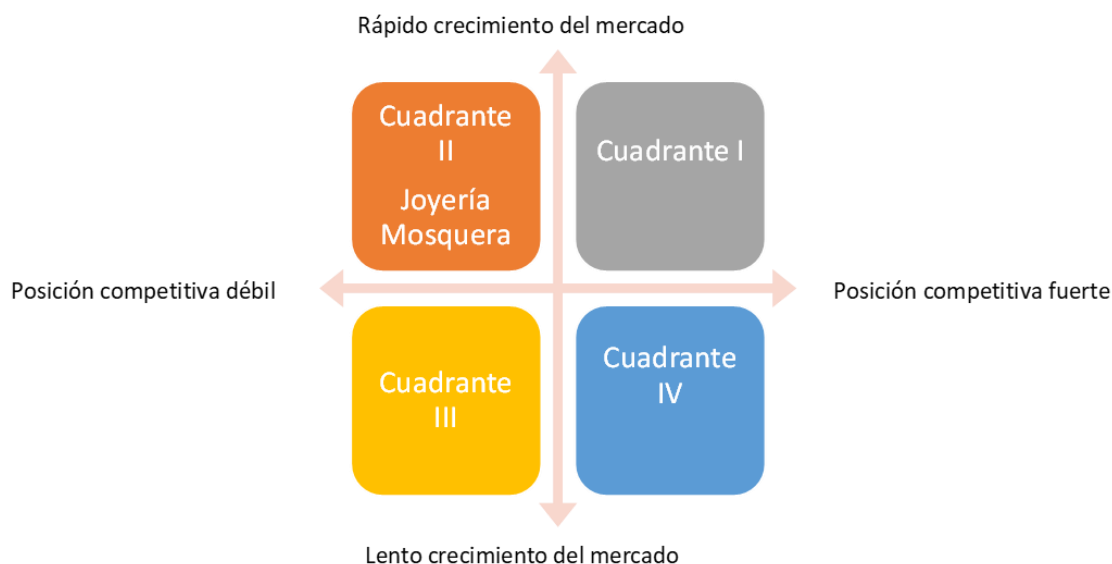 Rápido crecimiento del mercado
Cuadrante
II
Joyería
Mosquera
Cuadrante I
Posición competitiva débil
Posición competitiva fuerte
Cuadrante
III
Cuadrante
IV
Lento crecimiento del mercado